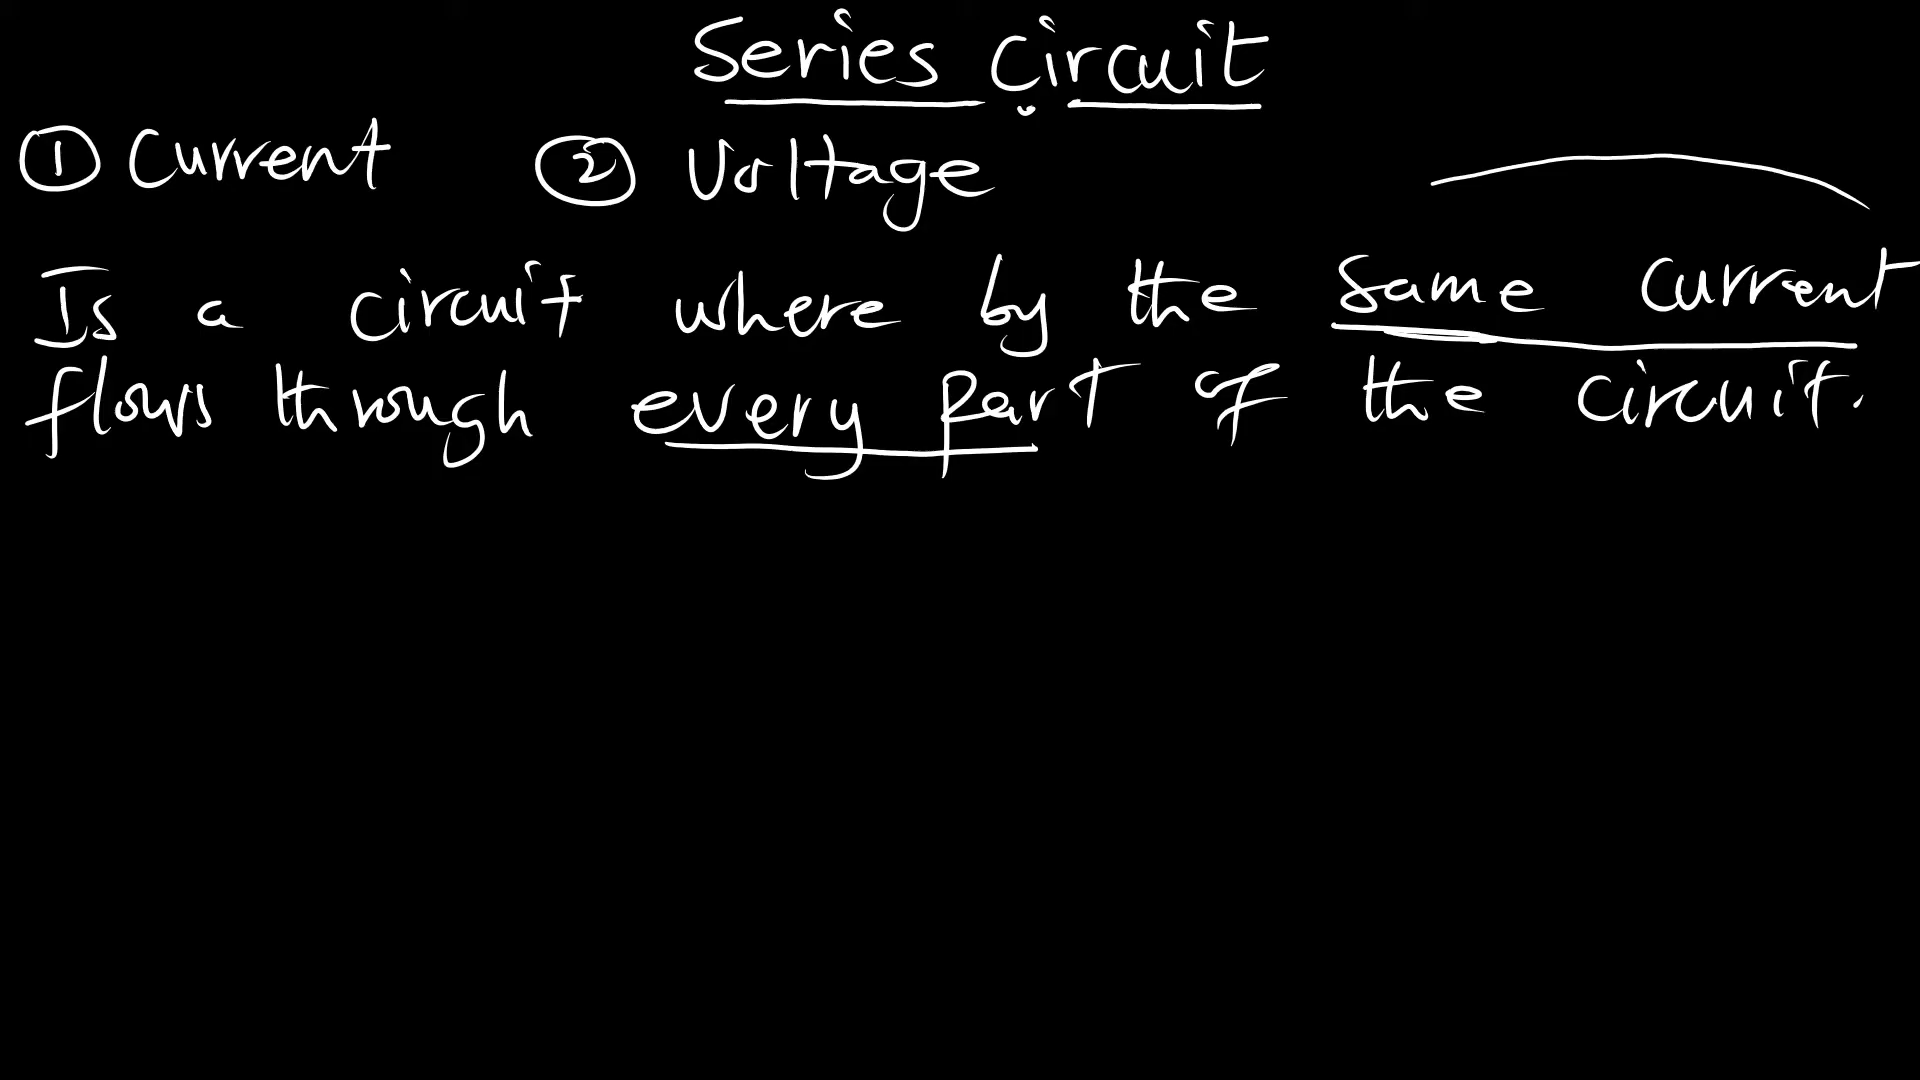 Series Circuit
① Current ② Voltage
Is a circuit where by the same current
flows through every part of the circuit.